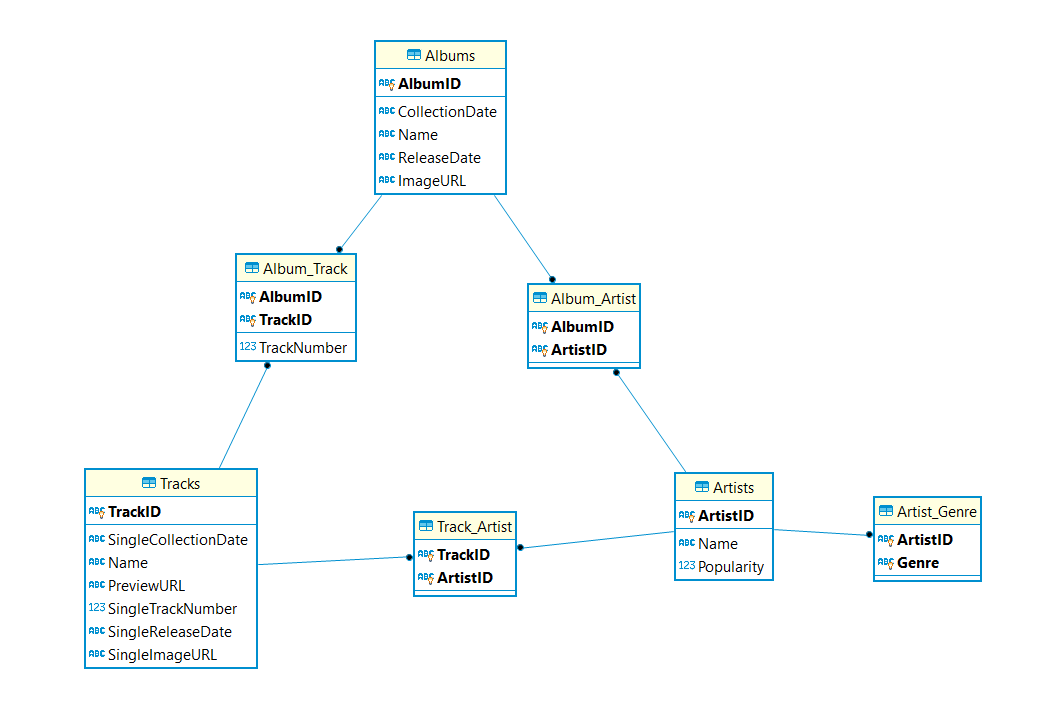 Albums
ABC AlbumID
ABC CollectionDate
ABC Name
ABC ReleaseDate
ABC ImageURL
Album_Track
ABC AlbumID
ABC TrackID
123 TrackNumber
Album_Artist
ABC AlbumID
ABC ArtistID
Tracks
ABC TrackID
ABC SingleCollectionDate
ABC Name
ABC PreviewURL
123 SingleTrackNumber
ABC SingleReleaseDate
ABC SingleImageURL
Track_Artist
ABC TrackID
ABC ArtistID
Artists
ABC ArtistID
ABC Name
123 Popularity
Artist_Genre
ABC ArtistID
ABC Genre